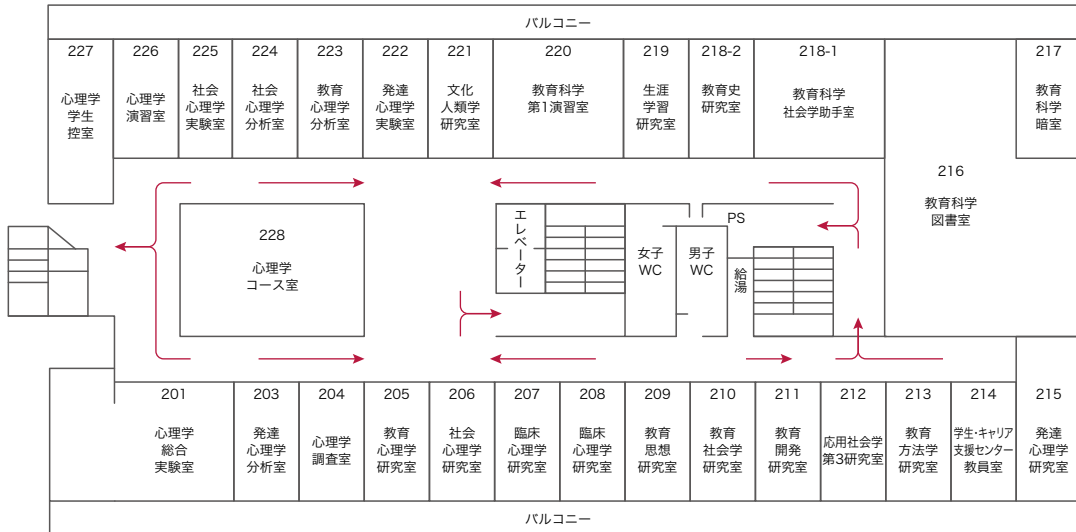 バルコニー
227
心理学
学生
控室
226
心理学
演習室
225
社会
心理学
実験室
224
社会
心理学
分析室
223
教育
心理学
分析室
222
発達
心理学
実験室
221
文化
人類学
研究室
220
教育科学
第1演習室
219
生涯
学習
研究室
218-2
教育史
研究室
218-1
教育科学
社会学助手室
217
教育
科学
暗室
216
教育科学
図書室
228
心理学
コース室
エレベーター
女子
WC
男子
WC
PS
給湯
201
心理学
総合
実験室
203
発達
心理学
分析室
204
心理学
調査室
205
教育
心理学
研究室
206
社会
心理学
研究室
207
臨床
心理学
研究室
208
臨床
心理学
研究室
209
教育
思想
研究室
210
教育
社会学
研究室
211
教育
開発
研究室
212
応用社会学
第3研究室
213
教育
方法学
研究室
214
学生・キャリア
支援センター
教員室
215
発達
心理学
研究室
バルコニー